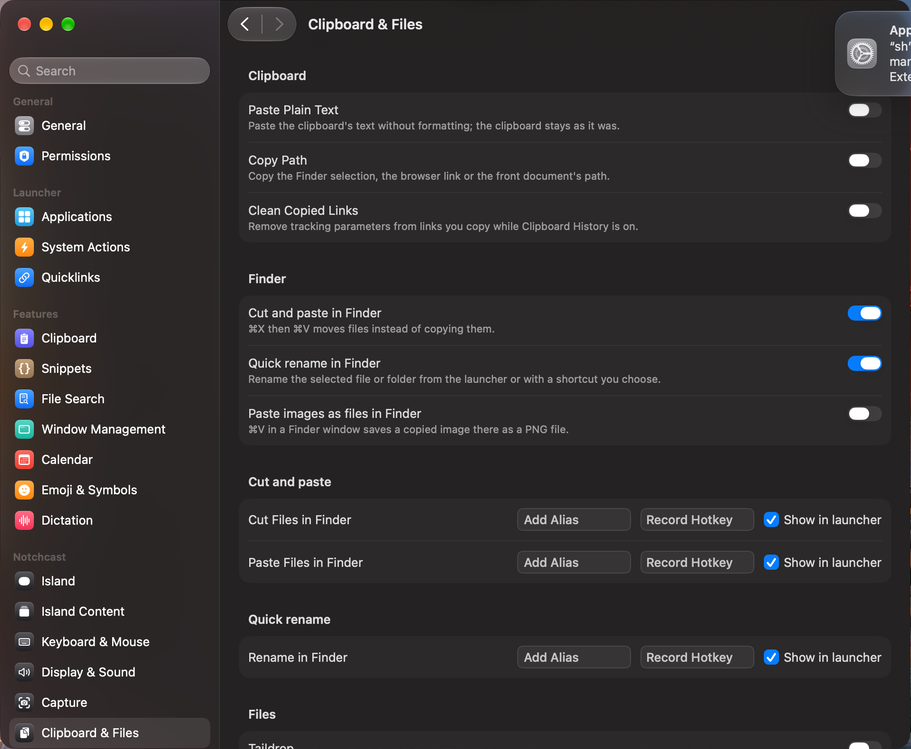 Clipboard & Files
Search
General
General
Permissions
Launcher
Applications
System Actions
Quicklinks
Features
Clipboard
Snippets
File Search
Window Management
Calendar
Emoji & Symbols
Dictation
Notchcast
Island
Island Content
Keyboard & Mouse
Display & Sound
Capture
Clipboard & Files
Clipboard
Paste Plain Text
Paste the clipboard's text without formatting; the clipboard stays as it was.
Copy Path
Copy the Finder selection, the browser link or the front document's path.
Clean Copied Links
Remove tracking parameters from links you copy while Clipboard History is on.
Finder
Cut and paste in Finder
⌘X then ⌘V moves files instead of copying them.
Quick rename in Finder
Rename the selected file or folder from the launcher or with a shortcut you choose.
Paste images as files in Finder
⌘V in a Finder window saves a copied image there as a PNG file.
Cut and paste
Cut Files in Finder Add Alias Record Hotkey Show in launcher
Paste Files in Finder Add Alias Record Hotkey Show in launcher
Quick rename
Rename in Finder Add Alias Record Hotkey Show in launcher
Files
Taildrop
App
"sh"
mar
Exte